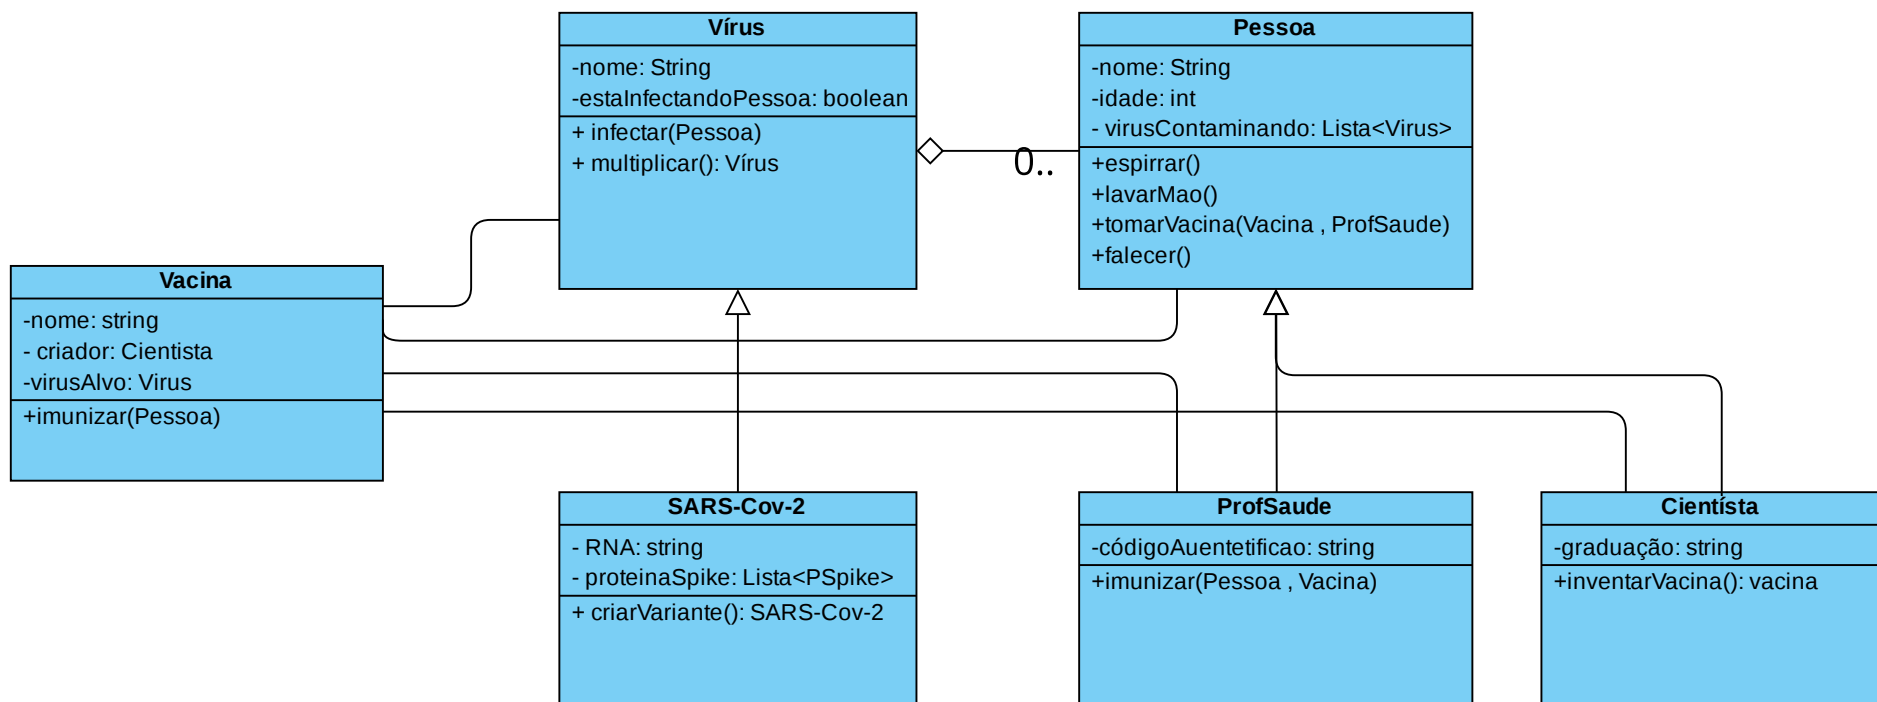 Vírus
-nome: String
-estaInfectandoPessoa: boolean
+ infectar(Pessoa)
+ multiplicar(): Vírus
0..
Pessoa
-nome: String
-idade: int
- virusContaminando: Lista<Virus>
+espirrar()
+lavarMao()
+tomarVacina(Vacina , ProfSaude)
+falecer()
Vacina
-nome: string
- criador: Cientista
-virusAlvo: Virus
+imunizar(Pessoa)
SARS-Cov-2
- RNA: string
- proteinaSpike: Lista<PSpike>
+ criarVariante(): SARS-Cov-2
ProfSaude
-códigoAuentetificao: string
+imunizar(Pessoa , Vacina)
Cientísta
-graduação: string
+inventarVacina(): vacina